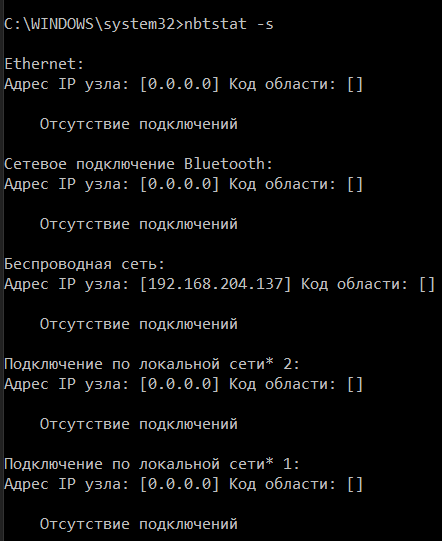 C:\WINDOWS\system32>nbtstat -s
Ethernet:
Адрес IP узла: [0.0.0.0] Код области: []
Отсутствие подключений
Сетевое подключение Bluetooth:
Адрес IP узла: [0.0.0.0] Код области: []
Отсутствие подключений
Беспроводная сеть:
Адрес IP узла: [192.168.204.137] Код области: []
Отсутствие подключений
Подключение по локальной сети* 2:
Адрес IP узла: [0.0.0.0] Код области: []
Отсутствие подключений
Подключение по локальной сети* 1:
Адрес IP узла: [0.0.0.0] Код области: []
Отсутствие подключений